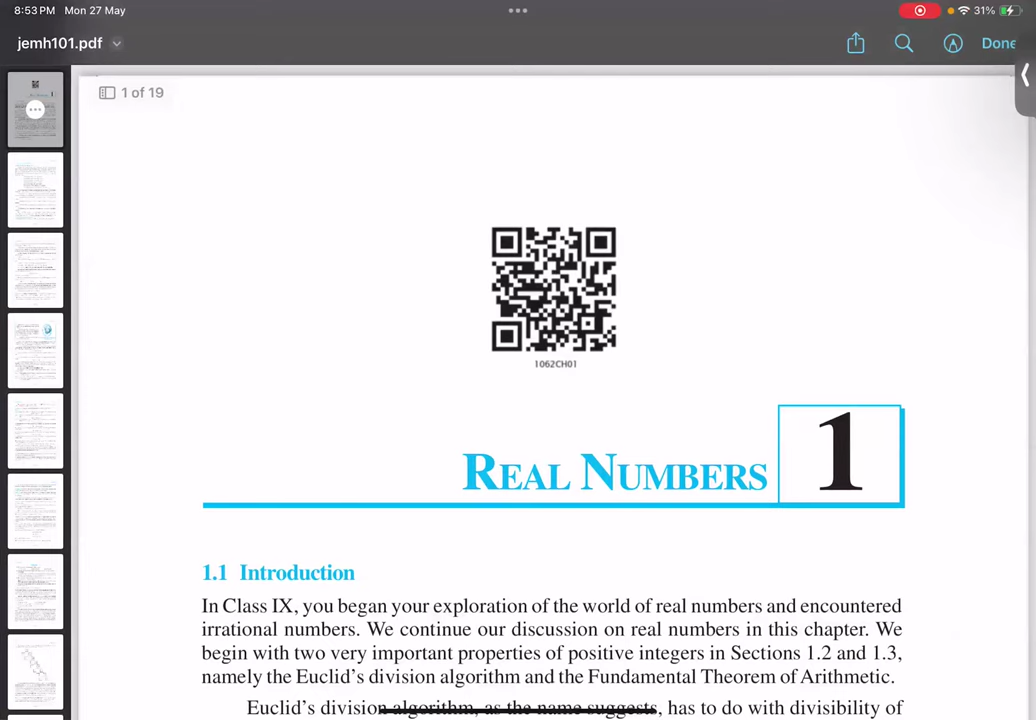 8:53 PM Mon 27 May
31%
jemh101.pdf
Done
1 of 19
1062CH01
REAL NUMBERS 1
1.1 Introduction
In Class IX, you began your exploration of the world of real numbers and encountered
irrational numbers. We continue our discussion on real numbers in this chapter. We
begin with two very important properties of positive integers in Sections 1.2 and 1.3,
namely the Euclid's division algorithm and the Fundamental Theorem of Arithmetic.
Euclid's division algorithm, as the name suggests, has to do with divisibility of